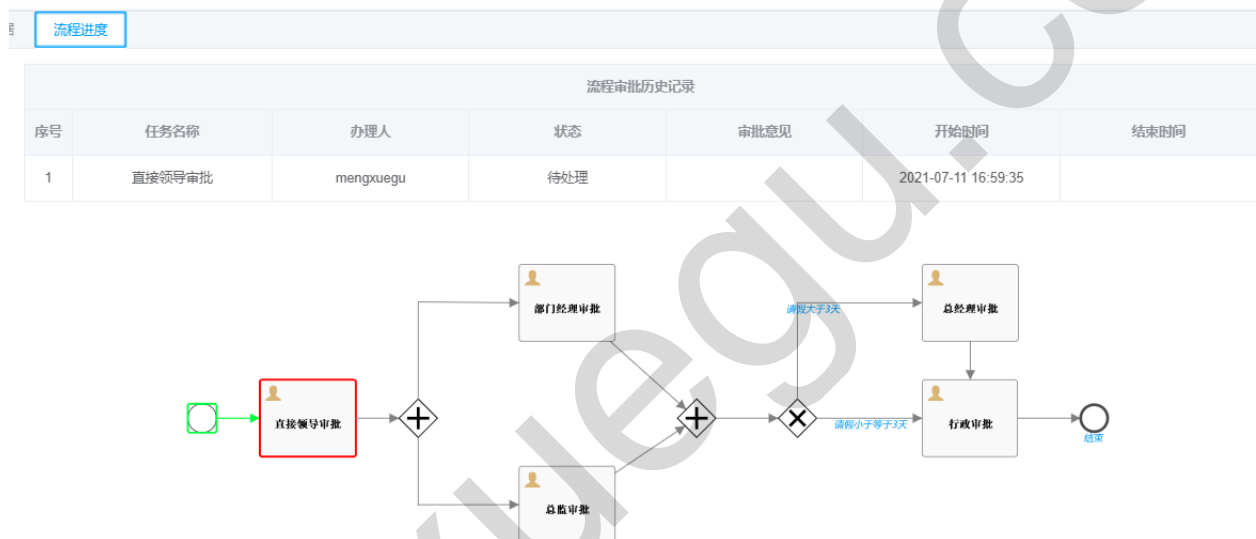 流程进度
流程审批历史记录
序号 任务名称 办理人 状态 审批意见 开始时间 结束时间
1 直接领导审批 mengxuegu 待处理 2021-07-11 16:59:35
部门经理审批
请假大于3天
总经理审批
直接领导审批
请假小于等于3天
行政审批
结束
总监审批
xuegu.co